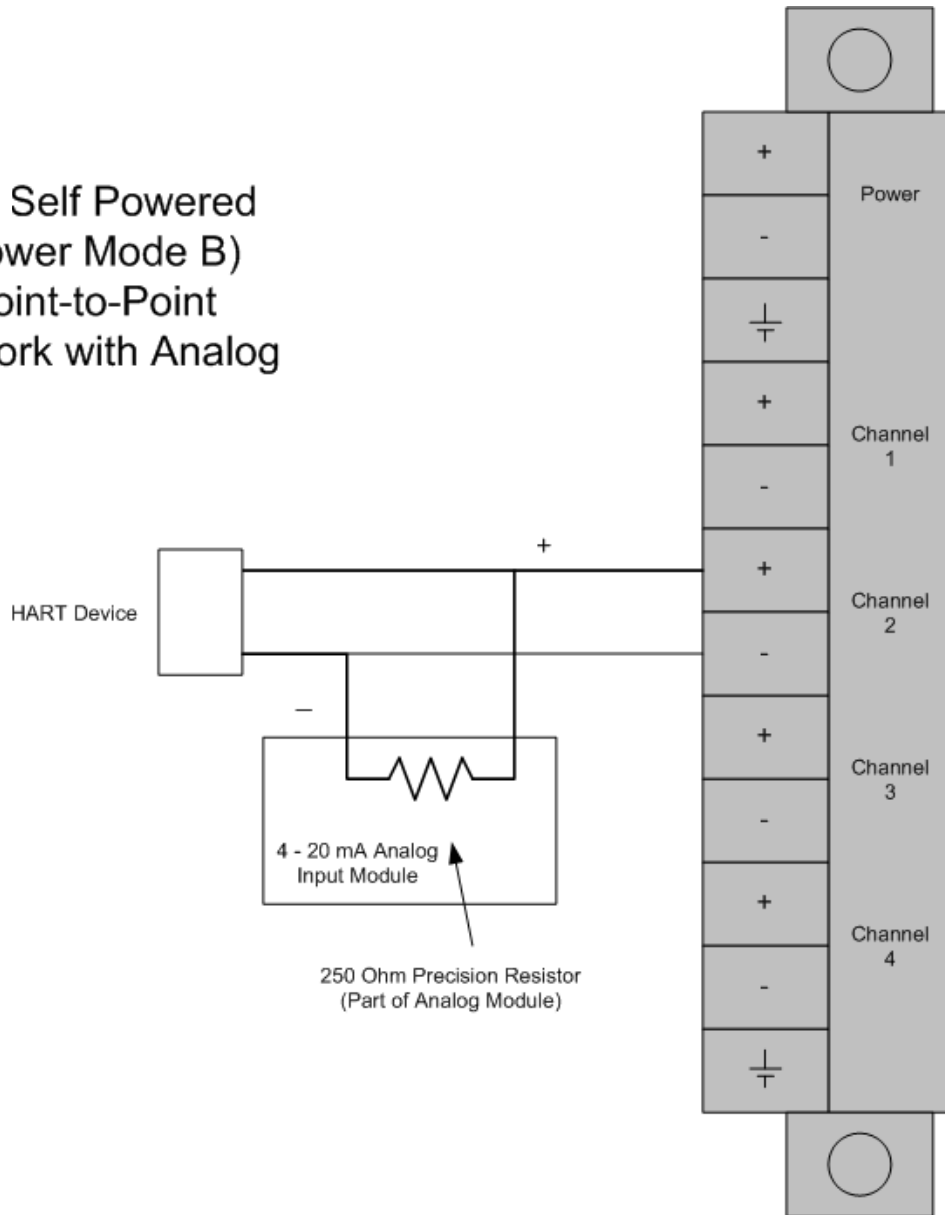 Self Powered
ower Mode B)
oint-to-Point
ork with Analog
+
Power
-
+
Channel
1
-
+
+
Channel
2
HART Device
-
–
+
Channel
3
-
4 - 20 mA Analog
Input Module
+
Channel
4
250 Ohm Precision Resistor
(Part of Analog Module)
-